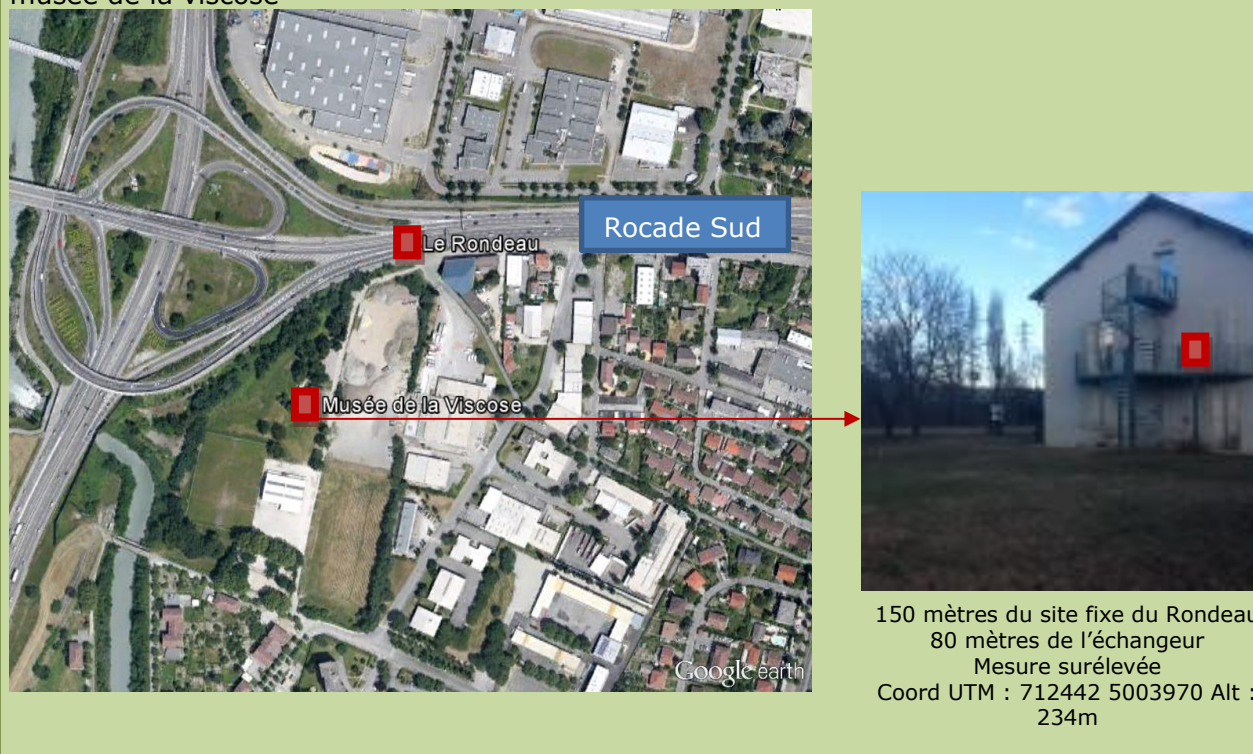 musée de la viscose
Rocade Sud
Le Rondeau
Musée de la Viscose
Google earth
150 mètres du site fixe du Rondeau
80 mètres de l’échangeur
Mesure surélevée
Coord UTM : 712442 5003970 Alt :
234m